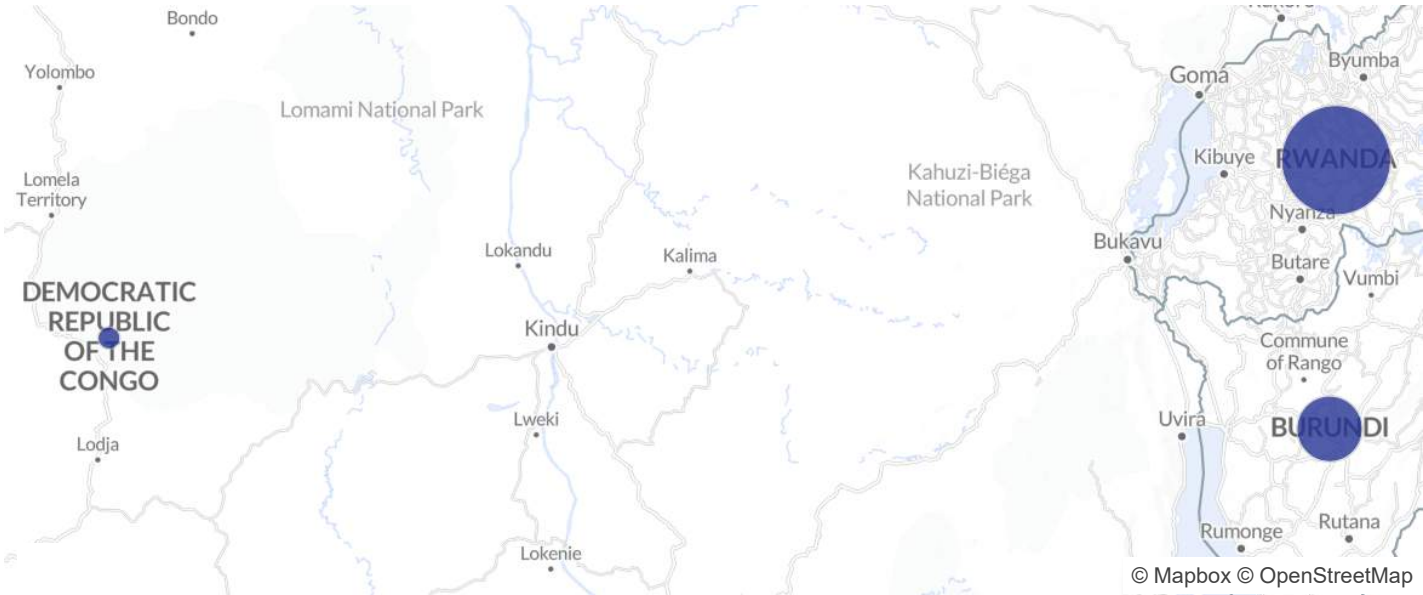 Bondo
Byumba
Yolombo
Goma
Lomami National Park
Kibuye
RWANDA
Kahuzi-Biéga
National Park
Lomela
Territory
Nyanza
Bukavu
Lokandu
Kalima
Butare
Vumbi
DEMOCRATIC
REPUBLIC
OF THE
CONGO
Kindu
Commune
of Rango
Lweki
Uvira
BURUNDI
Lodja
Rumonge
Rutana
Lokenie
© Mapbox © OpenStreetMap